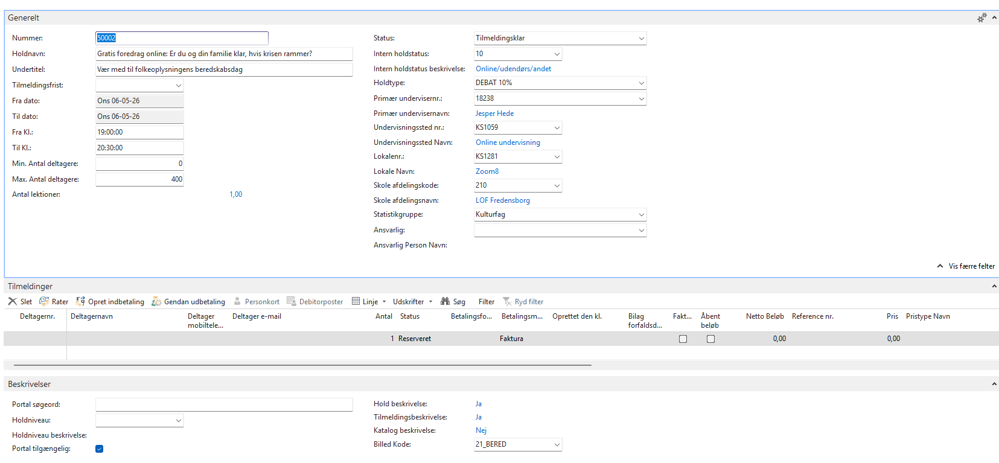 Generelt
Nummer: 50002
Holdnavn: Gratis foredrag online: Er du og din familie klar, hvis krisen rammer?
Undertitel: Vær med til folkeoplysningens beredskabsdag
Tilmeldingsfrist:
Fra dato: Ons 06-05-26
Til dato: Ons 06-05-26
Fra Kl.: 19:00:00
Til Kl.: 20:30:00
Min. Antal deltagere: 0
Max. Antal deltagere: 400
Antal lektioner: 1,00
Status: Tilmeldingsklar
Intern holdstatus: 10
Intern holdstatus beskrivelse: Online/udendørs/andet
Holdtype: DEBAT 10%
Primær undervisernr.: 18238
Primær undervisernavn: Jesper Hede
Undervisningssted nr.: KS1059
Undervisningssted Navn: Online undervisning
Lokalenr.: KS1281
Lokale Navn: Zoom8
Skole afdelingskode: 210
Skole afdelingsnavn: LOF Fredensborg
Statistikgruppe: Kulturfag
Ansvarlig:
Ansvarlig Person Navn:
Vis færre felter
Tilmeldinger
Slet Rater Opret indbetaling Gendan udbetaling Personkort Debitorposter Linje Udskrifter Søg Filter Ryd filter
Deltagernr. Deltagernavn Deltager mobiltele... Deltager e-mail Antal Status Betalingsfo... Betalingsm... Oprettet den kl. Bilag forfaldsd... Fakt... Åbent beløb Netto Beløb Reference nr. Pris Pristype Navn
1 Reserveret Faktura 0,00 0,00
Beskrivelser
Portal søgeord:
Holdniveau:
Holdniveau beskrivelse:
Portal tilgængelig:
Hold beskrivelse: Ja
Tilmeldingsbeskrivelse: Ja
Katalog beskrivelse: Nej
Billed Kode: 21_BERED